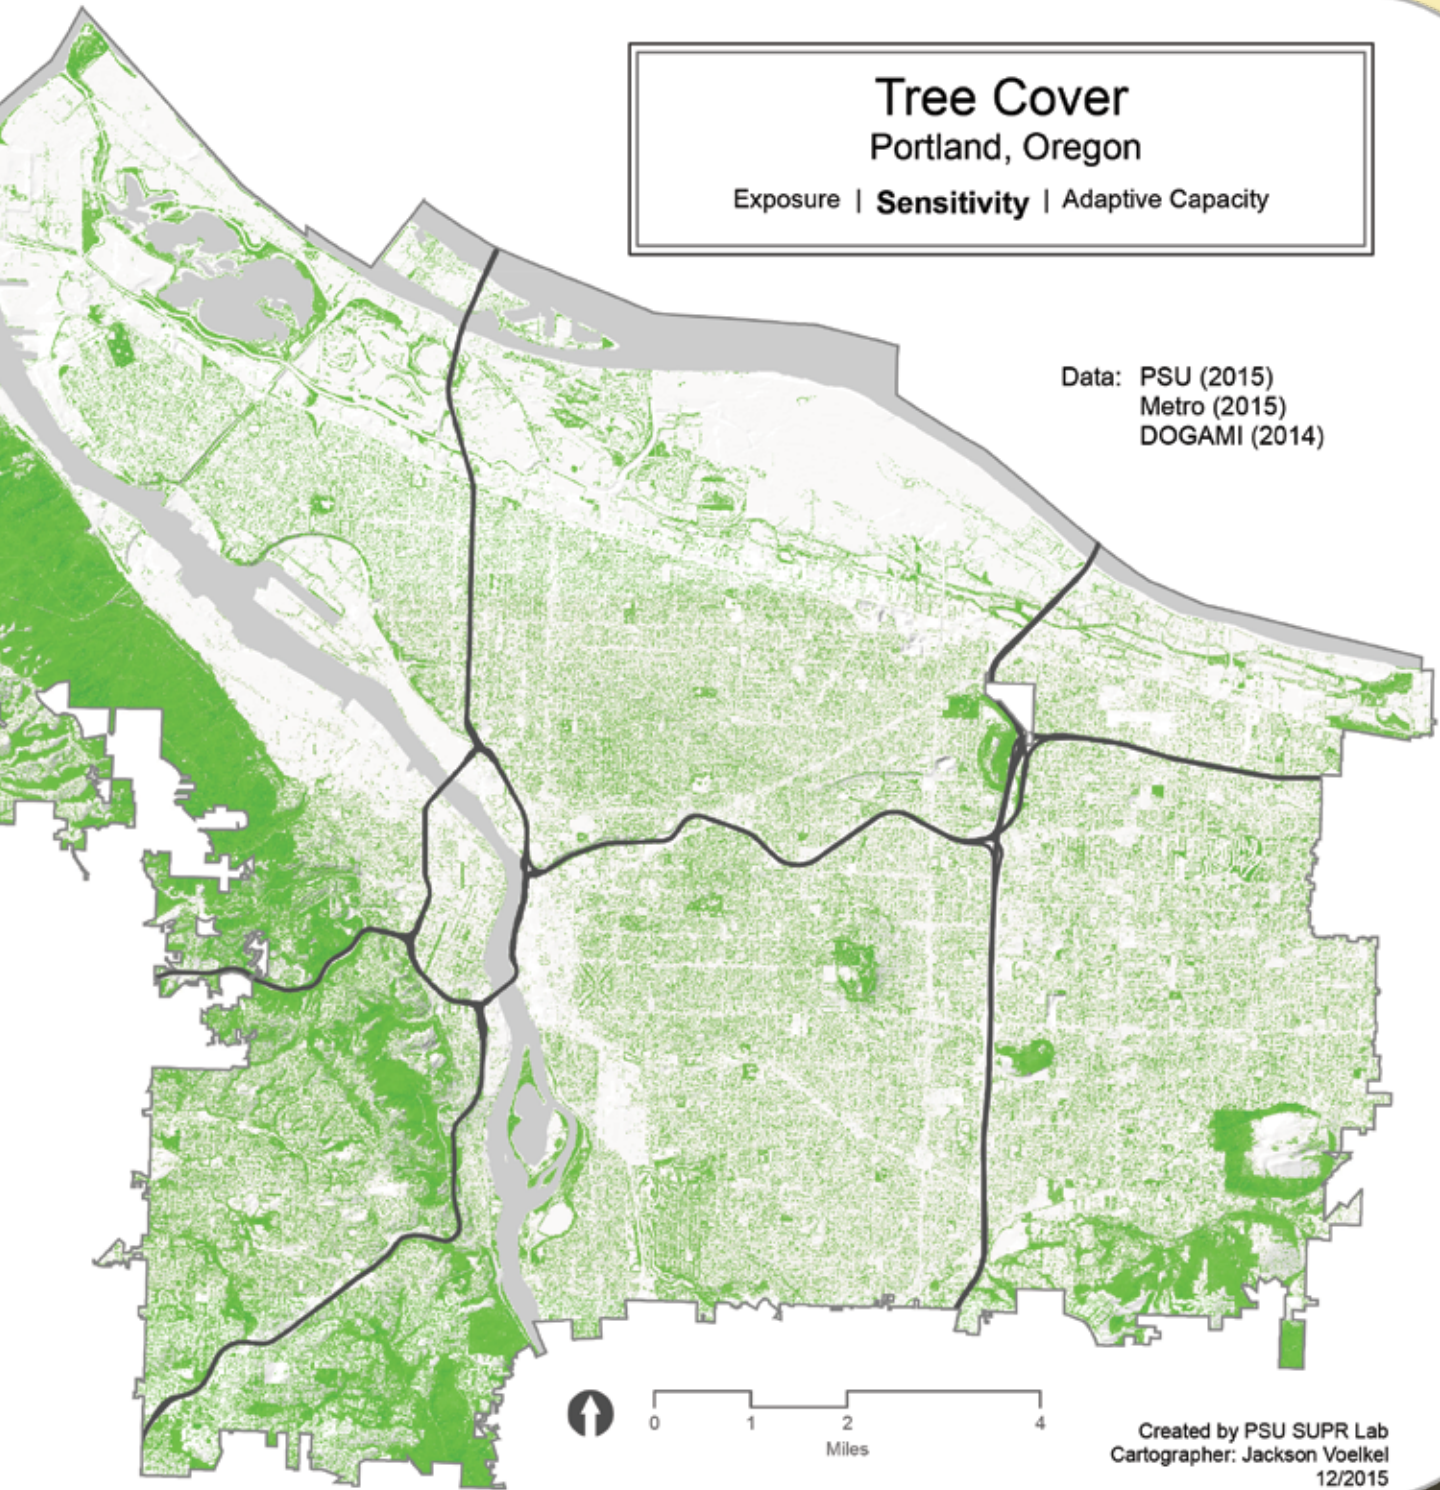 Tree Cover
Portland, Oregon
Exposure | Sensitivity | Adaptive Capacity
Data: PSU (2015)
Metro (2015)
DOGAMI (2014)
0 1 2 4
Miles
Created by PSU SUPR Lab
Cartographer: Jackson Voelkel
12/2015